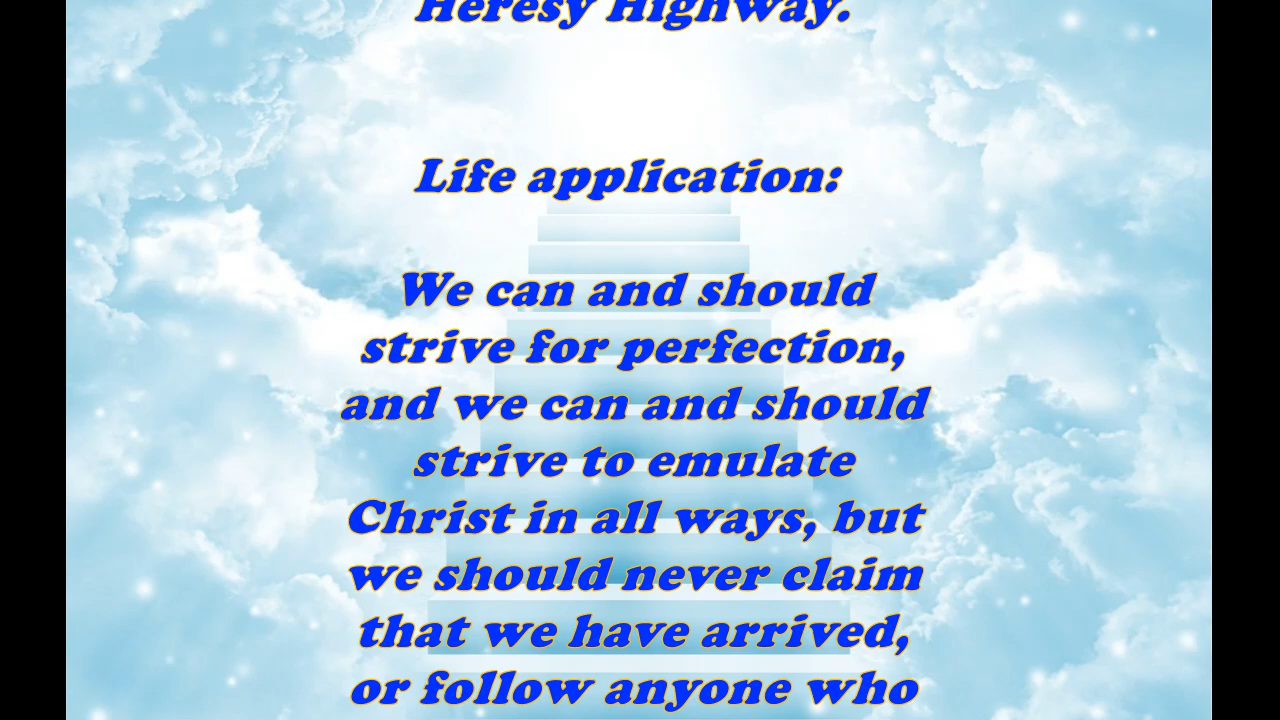 Heresy Highway.
Life application:
We can and should
strive for perfection,
and we can and should
strive to emulate
Christ in all ways, but
we should never claim
that we have arrived,
or follow anyone who